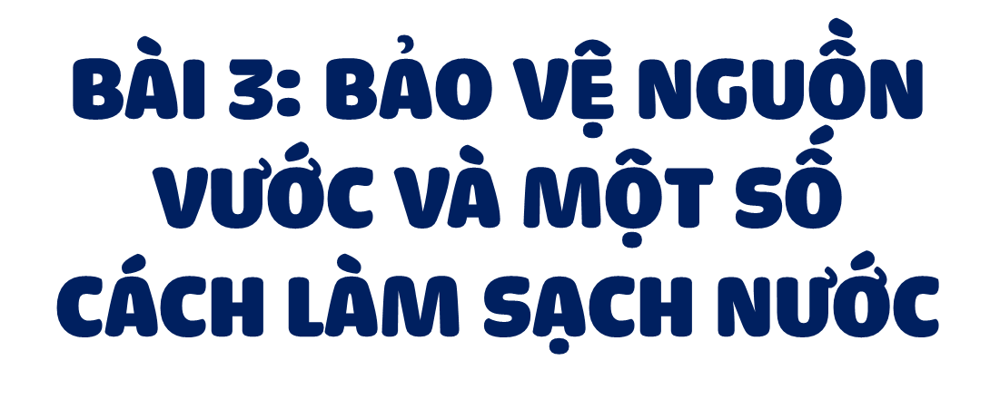 BÀI 3: BẢO VỆ NGUỒN
VƯỚC VÀ MỘT SỐ
CÁCH LÀM SẠCH NƯỚC